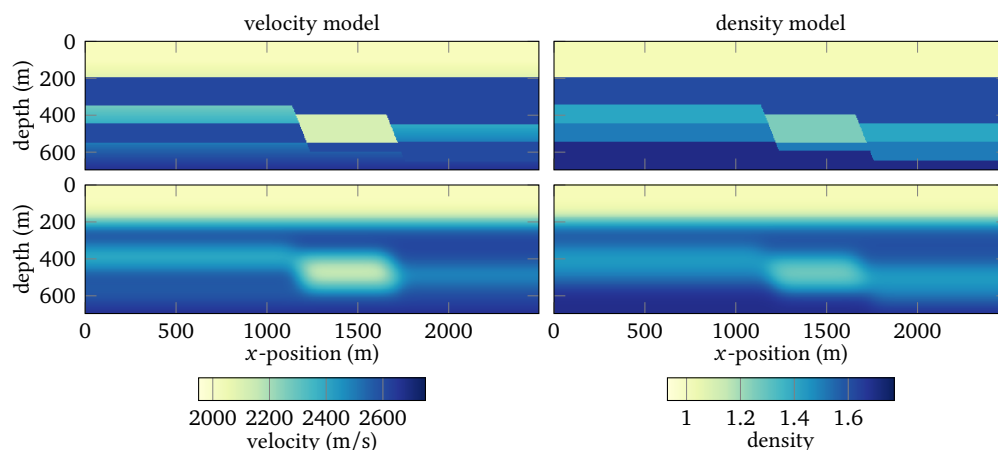 velocity model
density model
0
200
400
600
depth (m)
0
200
400
600
depth (m)
0 500 1000 1500 2000
x-position (m)
0 500 1000 1500 2000
x-position (m)
2000 2200 2400 2600
velocity (m/s)
1 1.2 1.4 1.6
density